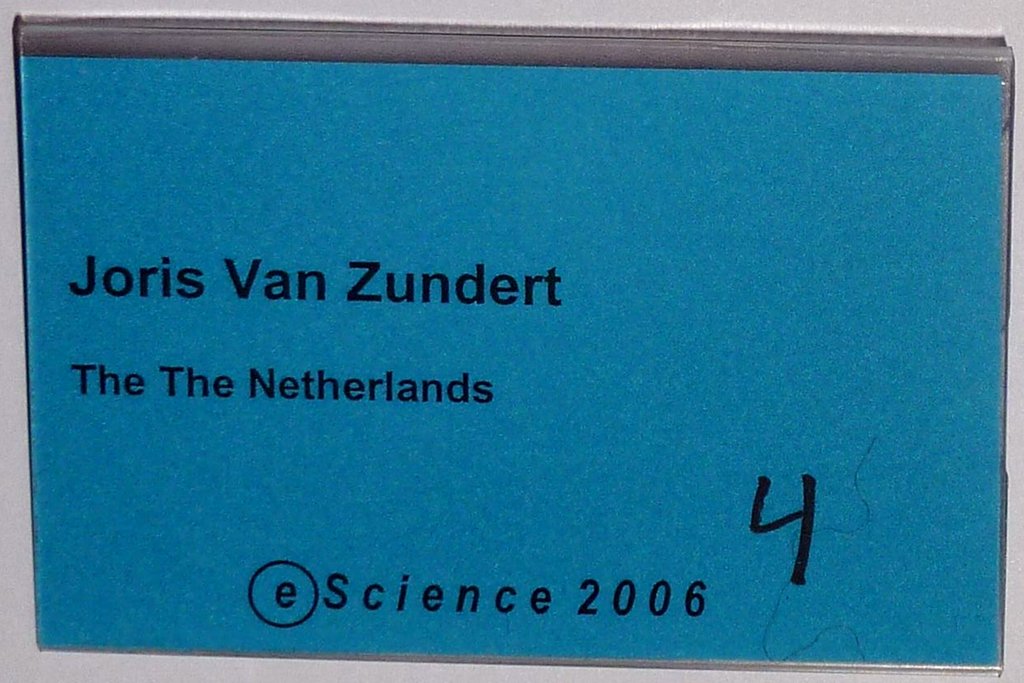 Joris Van Zundert
The The Netherlands
4
eScience 2006